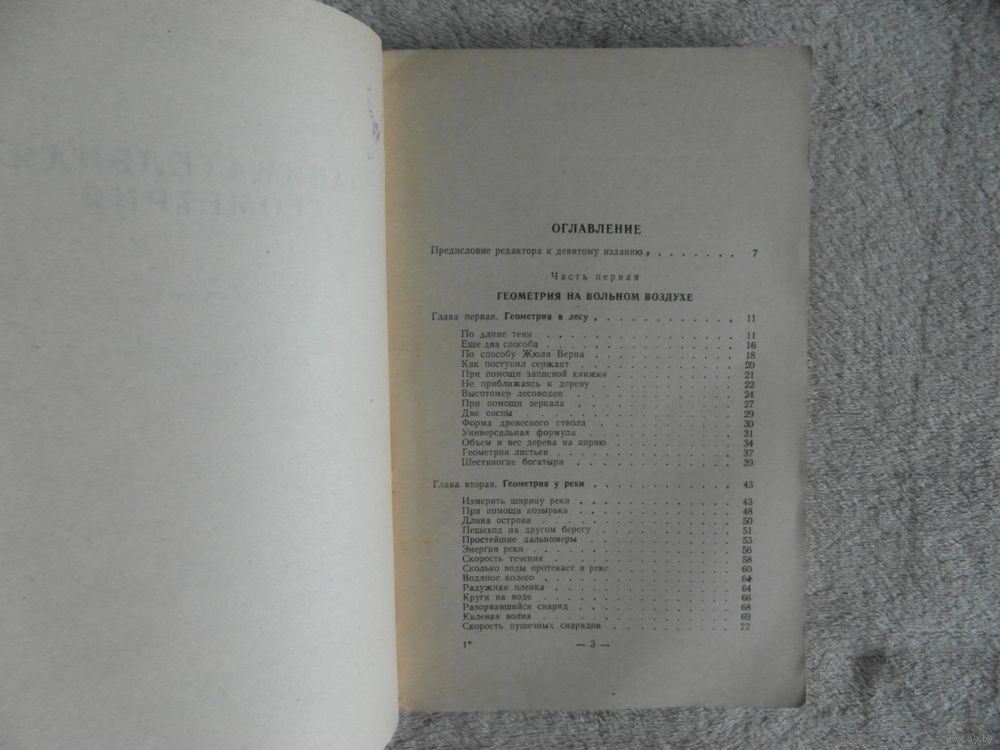 ОГЛАВЛЕНИЕ
Предисловие редактора к девятому изданию . . . . . . . . 7
Часть первая
ГЕОМЕТРИЯ НА ВОЛЬНОМ ВОЗДУХЕ
Глава первая. Геометрия в лесу . . . . . . . . . . . 11
По длине тени . . . . . . . . . . . 11
Еще два способа . . . . . . . . . . . 16
По способу Жюля Верна . . . . . . . . . . 18
Как поступил сержант . . . . . . . . . . 20
При помощи записной книжки . . . . . . . . 21
Не приближаясь к дереву . . . . . . . . . 22
Высотомер лесоводов . . . . . . . . . . 24
При помощи зеркала . . . . . . . . . . 27
Две сосны . . . . . . . . . . . . 29
Форма древесного ствола . . . . . . . . . 30
Универсальная формула . . . . . . . . . 31
Объем и вес дерева на корню . . . . . . . . 34
Геометрия листьев . . . . . . . . . . 37
Шестиногие богатыри . . . . . . . . . . 39
Глава вторая. Геометрия у реки . . . . . . . . . . . 43
Измерить ширину реки . . . . . . . . . . 43
При помощи козырька . . . . . . . . . . 48
Длина острова . . . . . . . . . . . 50
Пешеход на другом берегу . . . . . . . . . 51
Простейшие дальномеры . . . . . . . . . 53
Энергия реки . . . . . . . . . . . 56
Скорость течения . . . . . . . . . . . 58
Сколько воды протекает в реке . . . . . . . . 60
Водяное колесо . . . . . . . . . . . 64
Радужная пленка . . . . . . . . . . . 64
Круги на воде . . . . . . . . . . . 66
Разорвавшийся снаряд . . . . . . . . . . 68
Килевая волна . . . . . . . . . . . 69
Скорость пушечных снарядов . . . . . . . . 72
1* — 3 —
www.ay.by